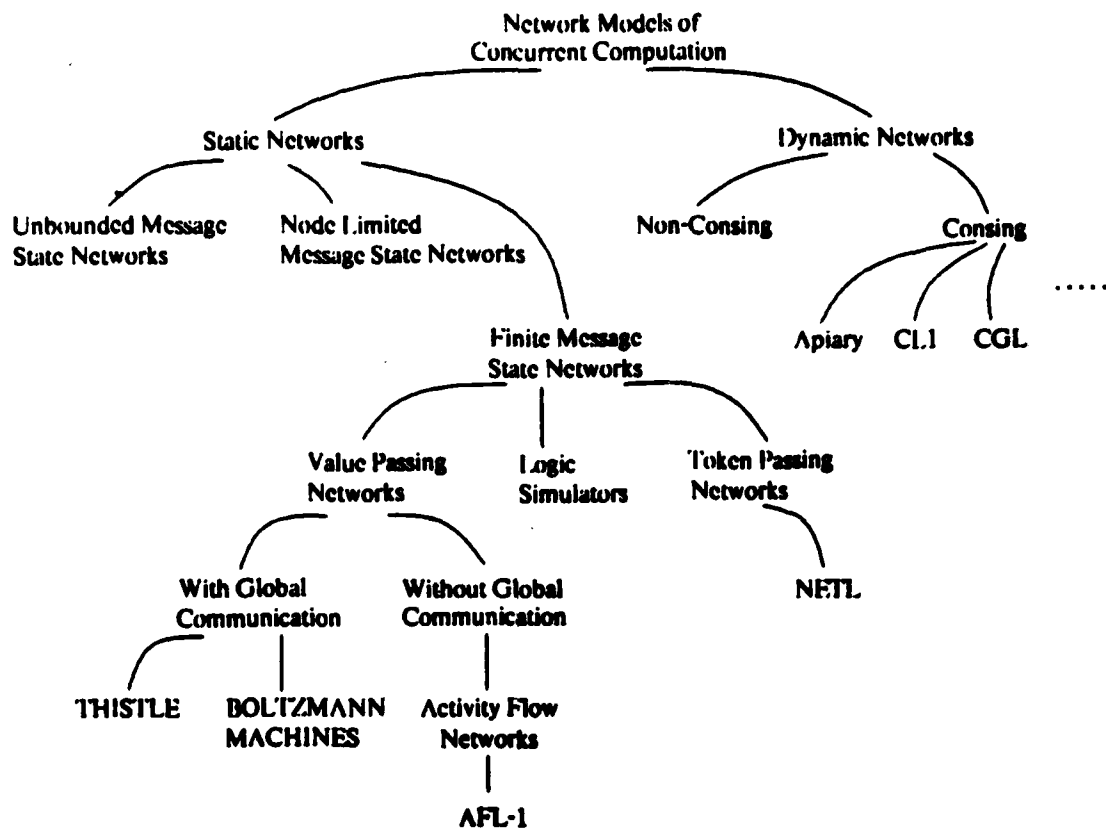 Network Models of
Concurrent Computation
Static Networks
Dynamic Networks
Unbounded Message
State Networks
Node Limited
Message State Networks
Non-Consing
Consing
.....
Apiary
CL1
CGL
Finite Message
State Networks
Value Passing
Networks
Logic
Simulators
Token Passing
Networks
With Global
Communication
Without Global
Communication
NETL
THISTLE
BOLTZMANN
MACHINES
Activity Flow
Networks
AFL-1